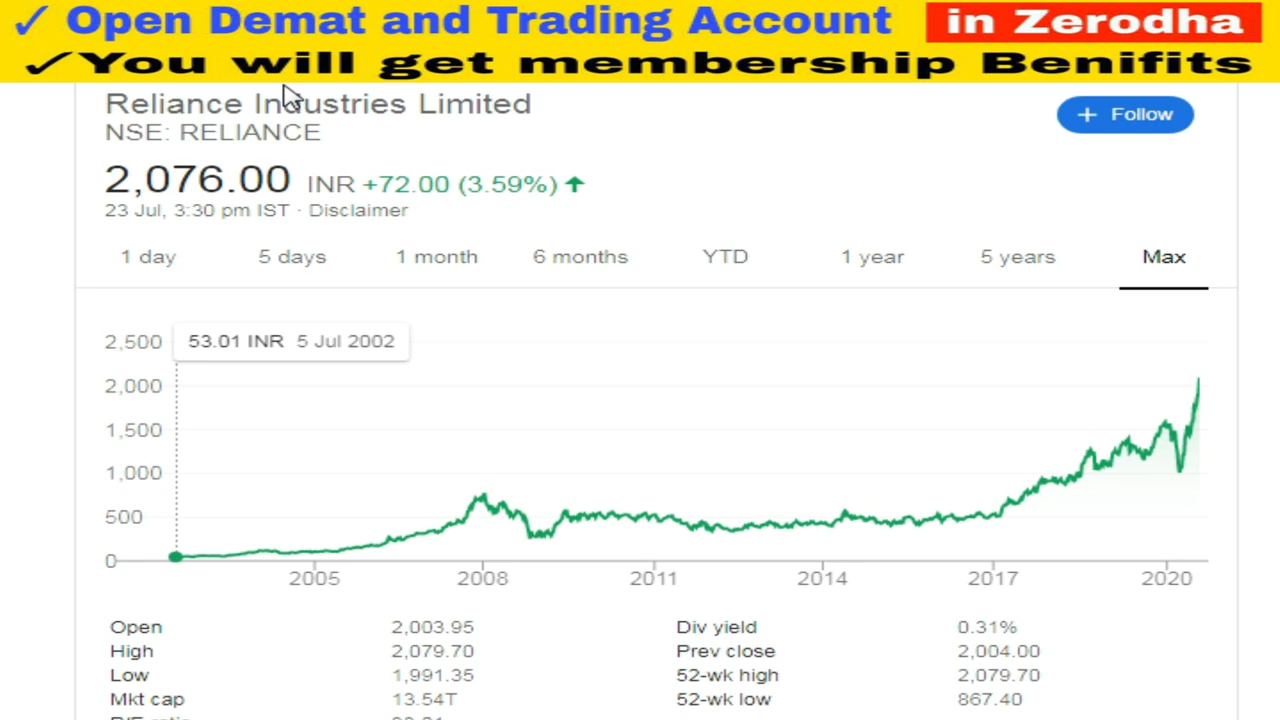 ✓ Open Demat and Trading Account in Zerodha
✓You will get membership Benifits
Reliance Industries Limited
NSE: RELIANCE
+ Follow
2,076.00 INR +72.00 (3.59%) ↑
23 Jul, 3:30 pm IST · Disclaimer
1 day 5 days 1 month 6 months YTD 1 year 5 years Max
53.01 INR 5 Jul 2002
2,500
2,000
1,500
1,000
500
0
2005 2008 2011 2014 2017 2020
Open 2,003.95 Div yield 0.31%
High 2,079.70 Prev close 2,004.00
Low 1,991.35 52-wk high 2,079.70
Mkt cap 13.54T 52-wk low 867.40